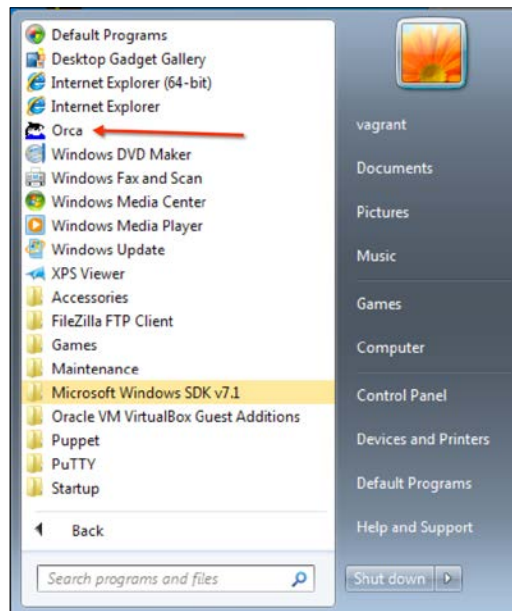 Default Programs
Desktop Gadget Gallery
Internet Explorer (64-bit)
Internet Explorer
Orca
Windows DVD Maker
Windows Fax and Scan
Windows Media Center
Windows Media Player
Windows Update
XPS Viewer
Accessories
FileZilla FTP Client
Games
Maintenance
Microsoft Windows SDK v7.1
Oracle VM VirtualBox Guest Additions
Puppet
PuTTY
Startup
Back
Search programs and files
vagrant
Documents
Pictures
Music
Games
Computer
Control Panel
Devices and Printers
Default Programs
Help and Support
Shut down